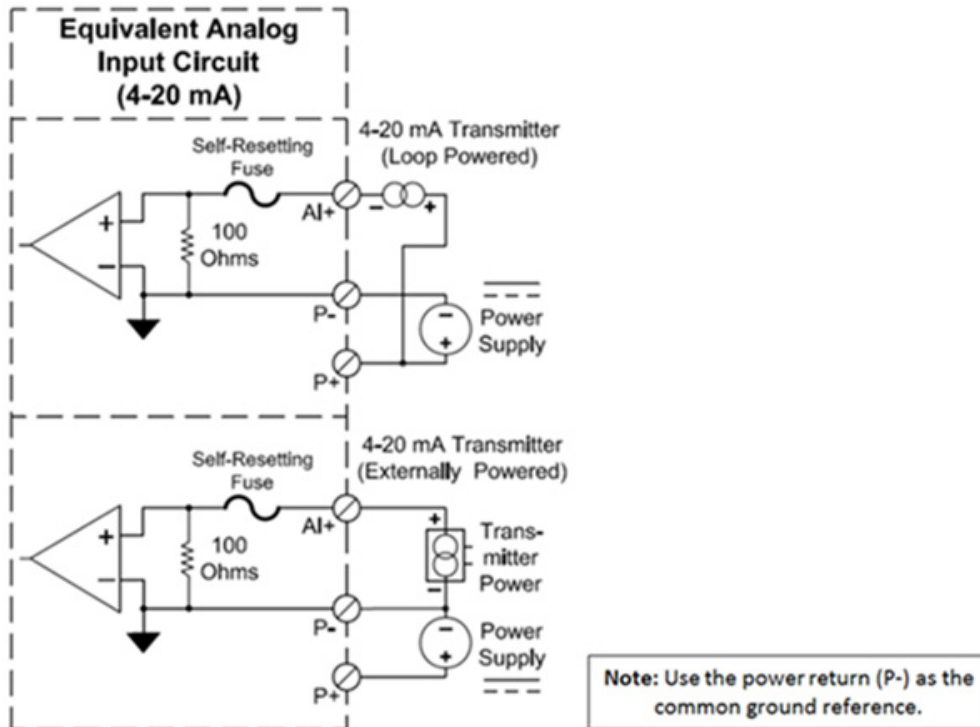 Equivalent Analog
Input Circuit
(4-20 mA)
4-20 mA Transmitter
(Loop Powered)
Self-Resetting
Fuse
AI+
- +
+
-
100
Ohms
P-
-
+
Power
Supply
P+
4-20 mA Transmitter
(Externally Powered)
Self-Resetting
Fuse
AI+
+
-
Trans-
mitter
Power
+
-
100
Ohms
P-
-
+
Power
Supply
P+
Note: Use the power return (P-) as the
common ground reference.